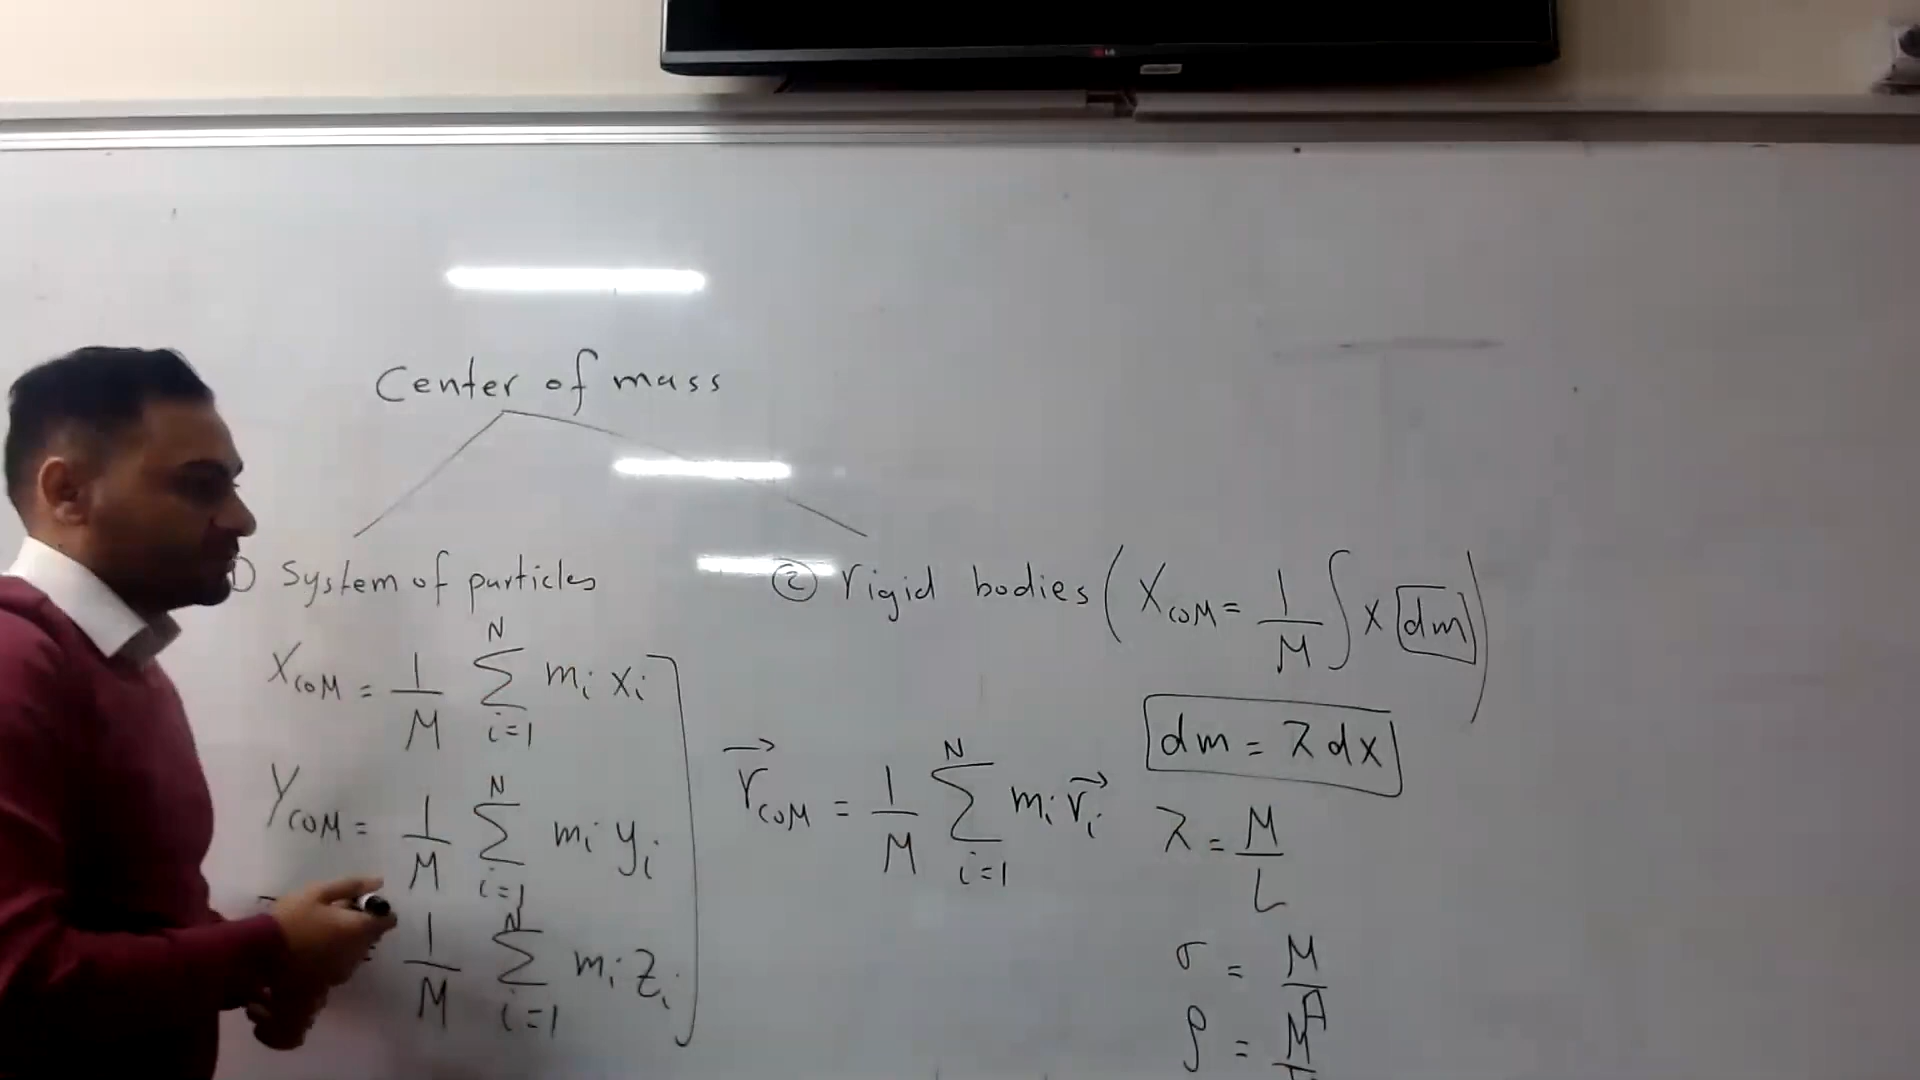 LG
Center of mass
1) System of particles
X_COM = 1/M Σ_{i=1}^{N} m_i x_i
Y_COM = 1/M Σ_{i=1}^{N} m_i y_i
= 1/M Σ_{i=1}^{N} m_i z_i
r⃗_COM = 1/M Σ_{i=1}^{N} m_i r⃗_i
② rigid bodies ( X_COM = 1/M ∫ x dm )
dm = λ dx
λ = M/L
σ = M/A
ρ = M